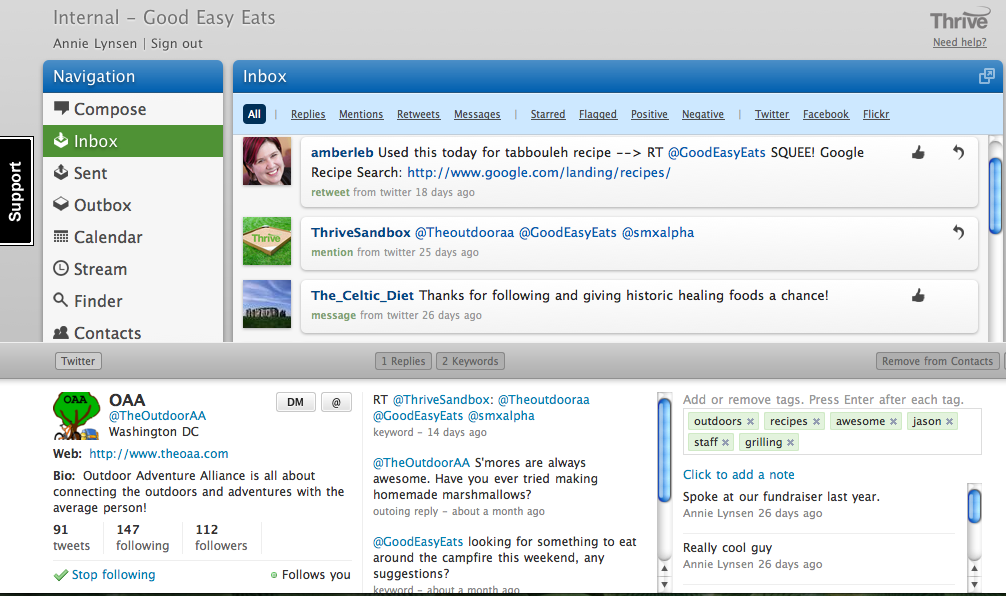 Internal – Good Easy Eats
Annie Lynsen | Sign out
Thrive
Need help?
Support
Navigation
Compose
Inbox
Sent
Outbox
Calendar
Stream
Finder
Contacts
Inbox
All | Replies Mentions Retweets Messages | Starred Flagged Positive Negative | Twitter Facebook Flickr
amberleb Used this today for tabbouleh recipe --> RT @GoodEasyEats SQUEE! Google
Recipe Search: http://www.google.com/landing/recipes/
retweet from twitter 18 days ago
Thrive
ThriveSandbox @Theoutdooraa @GoodEasyEats @smxalpha
mention from twitter 25 days ago
The_Celtic_Diet Thanks for following and giving historic healing foods a chance!
message from twitter 26 days ago
Twitter
1 Replies 2 Keywords
Remove from Contacts
OAA
OAA
@TheOutdoorAA
Washington DC
DM @
Web: http://www.theoaa.com
Bio: Outdoor Adventure Alliance is all about
connecting the outdoors and adventures with the
average person!
91 147 112
tweets following followers
Stop following Follows you
RT @ThriveSandbox: @Theoutdooraa
@GoodEasyEats @smxalpha
keyword – 14 days ago
@TheOutdoorAA S'mores are always
awesome. Have you ever tried making
homemade marshmallows?
outoing reply – about a month ago
@GoodEasyEats looking for something to eat
around the campfire this weekend, any
suggestions?
keyword – about a month ago
Add or remove tags. Press Enter after each tag.
outdoors × recipes × awesome × jason ×
staff × grilling ×
Click to add a note
Spoke at our fundraiser last year.
Annie Lynsen 26 days ago
Really cool guy
Annie Lynsen 26 days ago